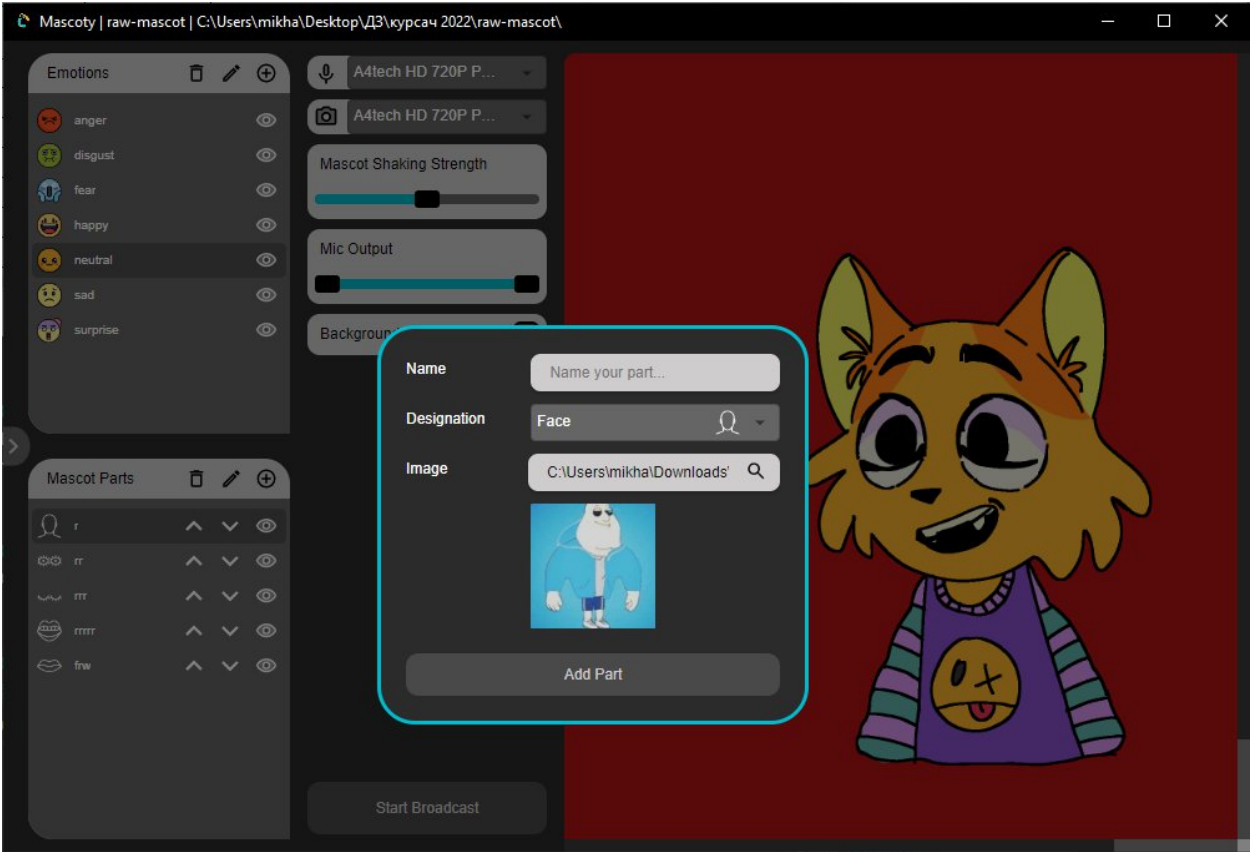 Mascoty | raw-mascot | C:\Users\mikha\Desktop\ДЗ\курсач 2022\raw-mascot\
Emotions
anger
disgust
fear
happy
neutral
sad
surprise
Mascot Parts
r
rr
rrr
rrrrr
frw
A4tech HD 720P P...
A4tech HD 720P P...
Mascot Shaking Strength
Mic Output
Backgroun
Name
Name your part...
Designation
Face
Image
C:\Users\mikha\Downloads\
Add Part
Start Broadcast